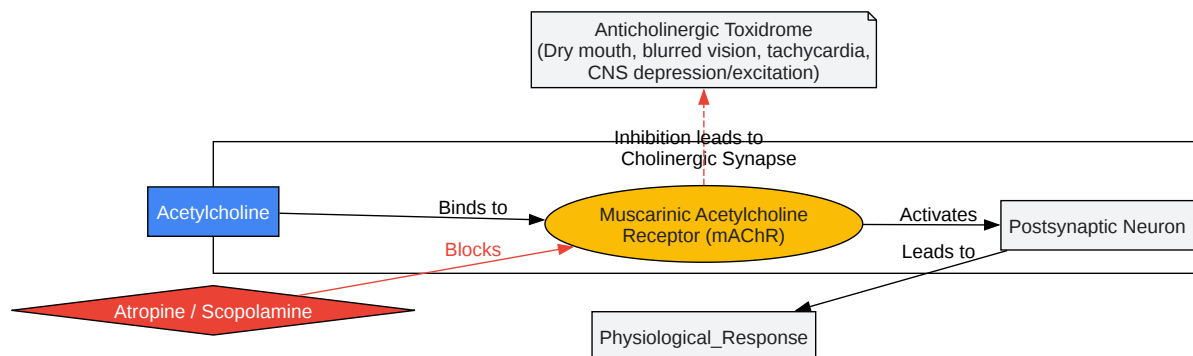 Anticholinergic Toxidrome
(Dry mouth, blurred vision, tachycardia,
CNS depression/excitation)
Inhibition leads to
Cholinergic Synapse
Acetylcholine
Binds to
Muscarinic Acetylcholine
Receptor (mAChR)
Activates
Postsynaptic Neuron
Blocks
Leads to
Atropine / Scopolamine
Physiological_Response